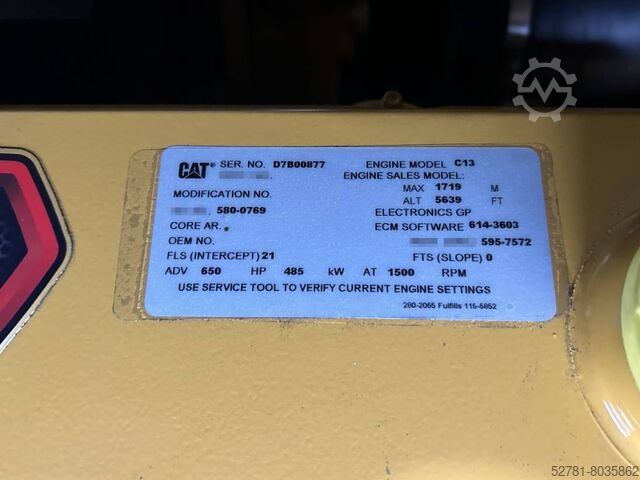 CAT® SER. NO. D7B00877 ENGINE MODEL C13
ENGINE SALES MODEL:
MAX 1719 M
MODIFICATION NO. ALT 5639 FT
580-0769 ELECTRONICS GP
CORE AR. ECM SOFTWARE 614-3603
OEM NO. 595-7572
FLS (INTERCEPT) 21 FTS (SLOPE) 0
ADV 650 HP 485 kW AT 1500 RPM
USE SERVICE TOOL TO VERIFY CURRENT ENGINE SETTINGS
280-2065 Fulfills 115-5852
52781-8035862